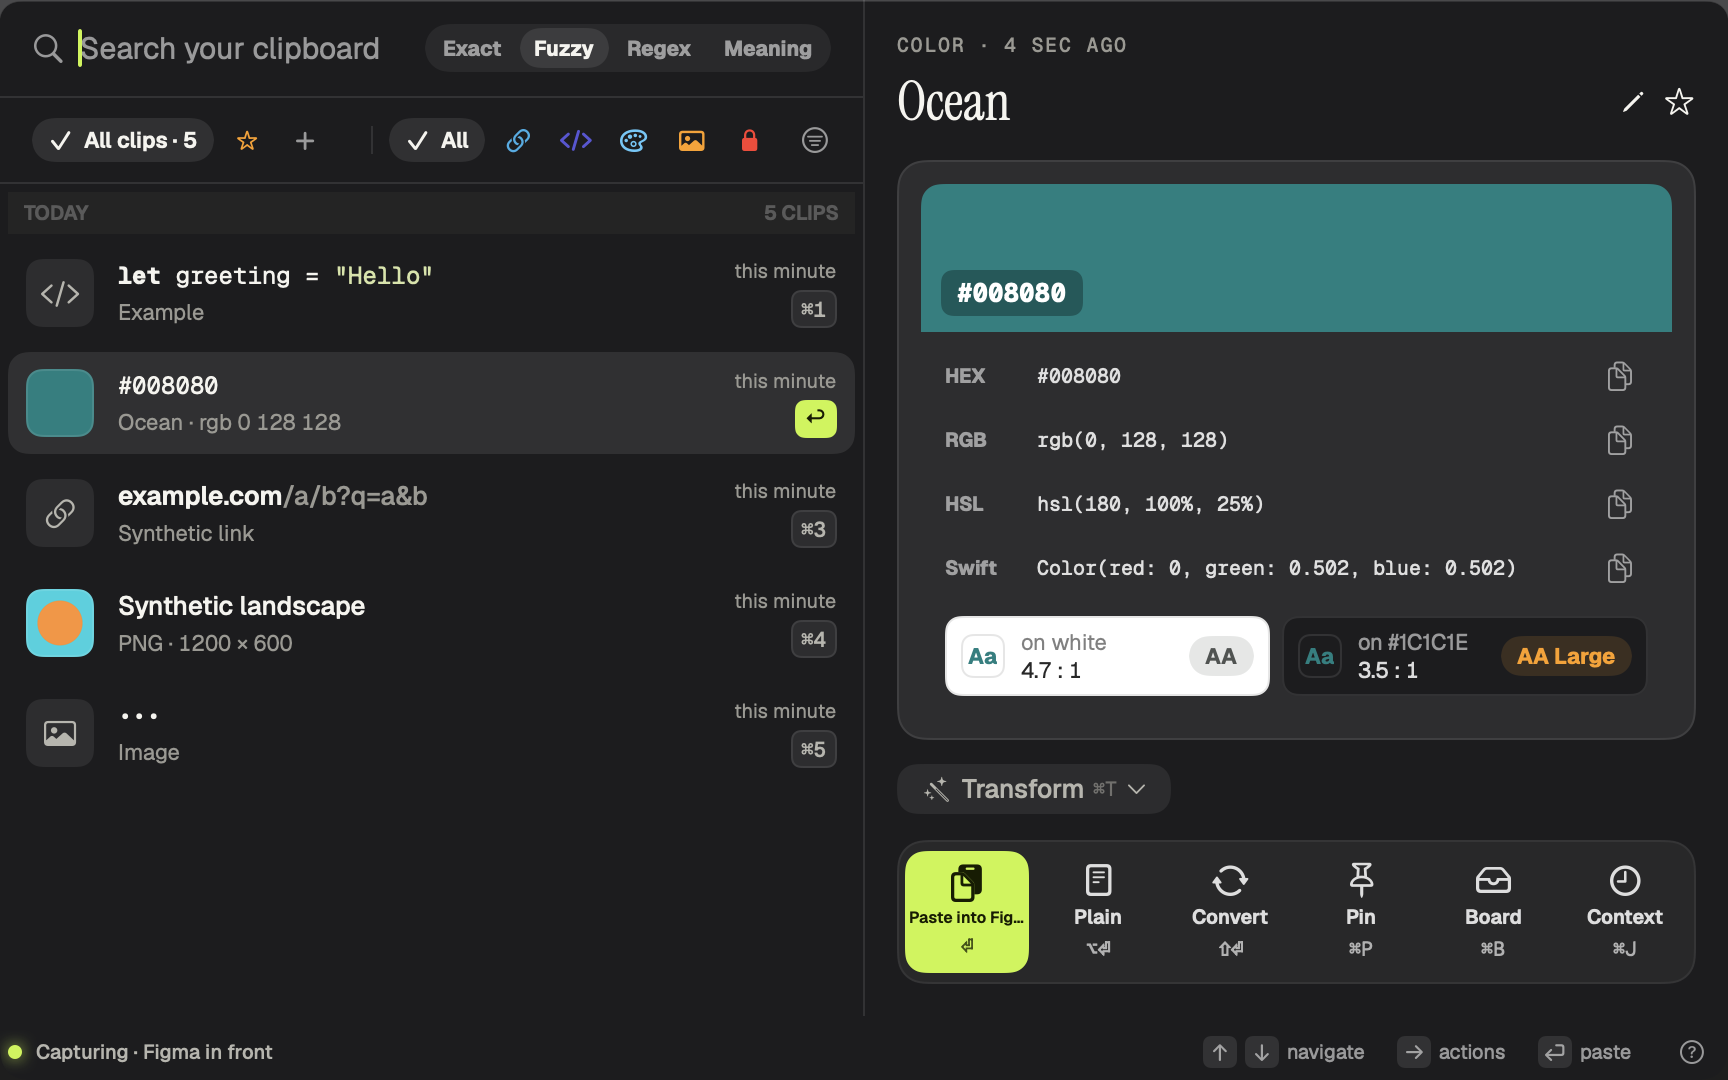 Search your clipboard
Exact Fuzzy Regex Meaning
All clips · 5
All
TODAY
5 CLIPS
let greeting = "Hello"
Example
this minute
⌘1
#008080
Ocean · rgb 0 128 128
this minute
example.com/a/b?q=a&b
Synthetic link
this minute
⌘3
Synthetic landscape
PNG · 1200 × 600
this minute
⌘4
...
Image
this minute
⌘5
Capturing · Figma in front
COLOR · 4 SEC AGO
Ocean
#008080
HEX #008080
RGB rgb(0, 128, 128)
HSL hsl(180, 100%, 25%)
Swift Color(red: 0, green: 0.502, blue: 0.502)
Aa
on white
4.7 : 1
AA
Aa
on #1C1C1E
3.5 : 1
AA Large
Transform ⌘T
Paste into Fig...
⏎
Plain
⌥⏎
Convert
⇧⏎
Pin
⌘P
Board
⌘B
Context
⌘J
↑ ↓ navigate → actions ↩ paste ?